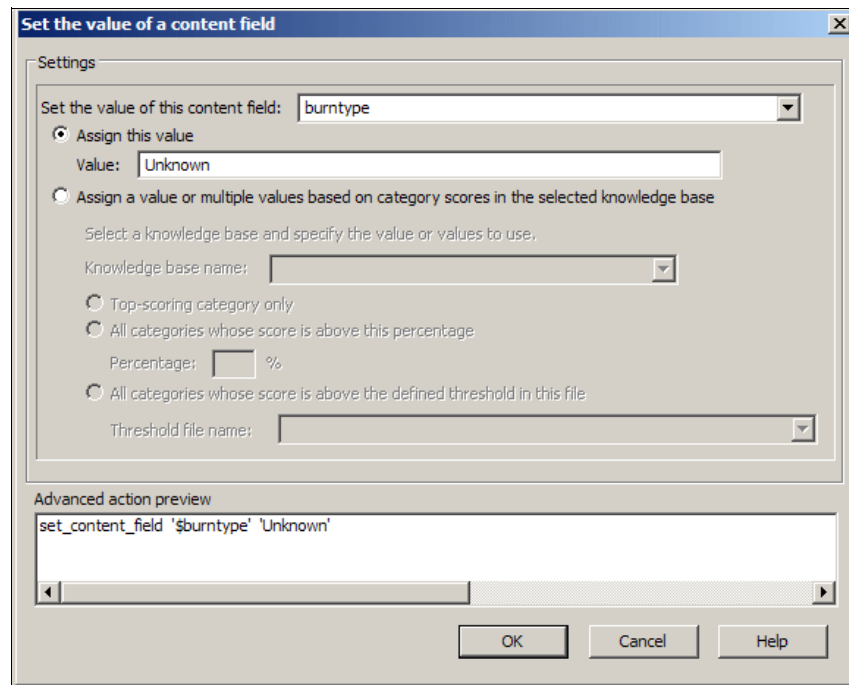 Set the value of a content field
Settings
Set the value of this content field: burntype
Assign this value
Value: Unknown
Assign a value or multiple values based on category scores in the selected knowledge base
Select a knowledge base and specify the value or values to use.
Knowledge base name:
Top-scoring category only
All categories whose score is above this percentage
Percentage: %
All categories whose score is above the defined threshold in this file
Threshold file name:
Advanced action preview
set_content_field '$burntype' 'Unknown'
OK Cancel Help